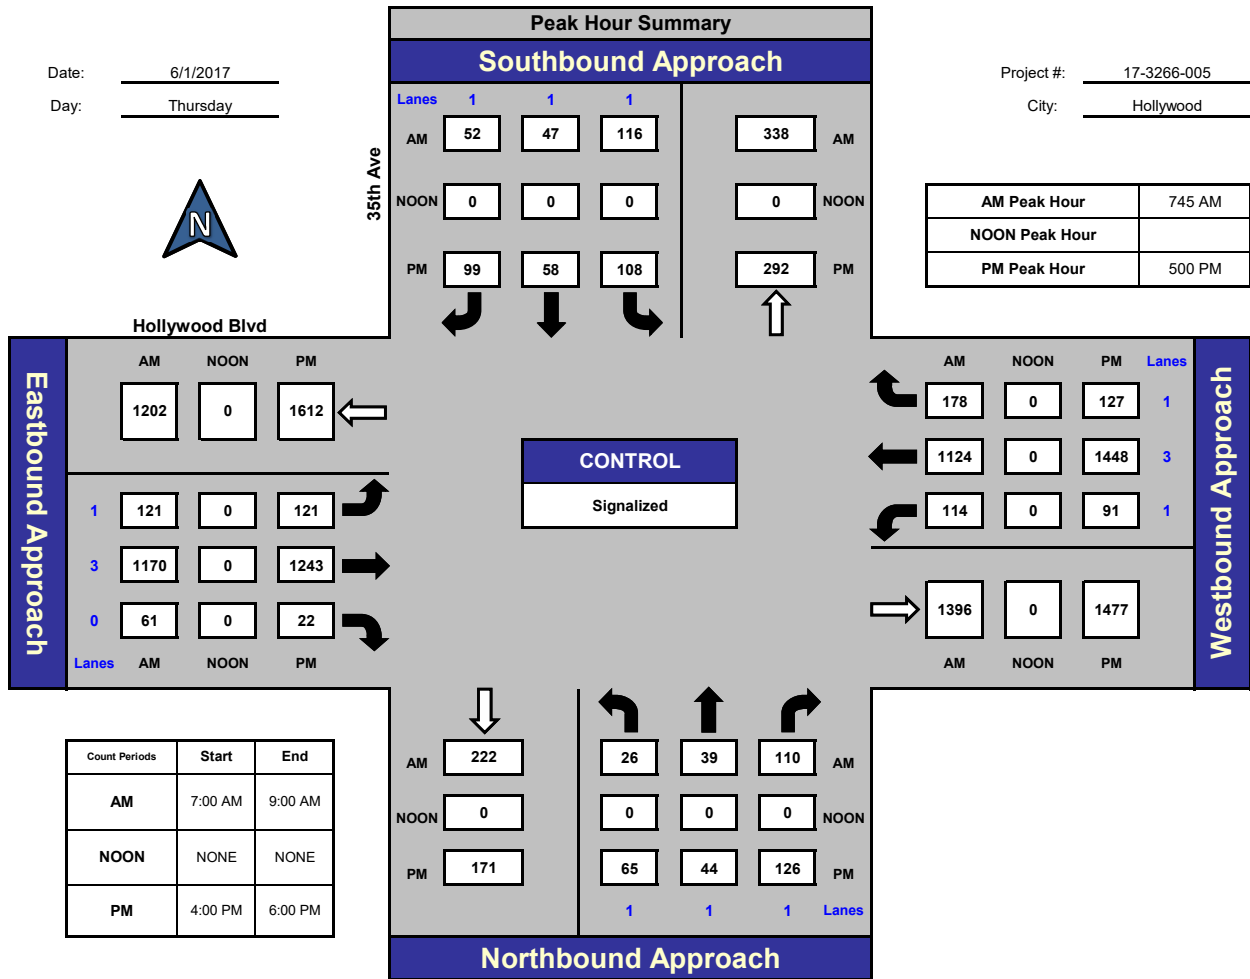 Peak Hour Summary
Southbound Approach
Date: 6/1/2017
Day: Thursday
Project #: 17-3266-005
City: Hollywood
N
35th Ave
Lanes 1 1 1
AM 52 47 116 338 AM
NOON 0 0 0 0 NOON
PM 99 58 108 292 PM
AM Peak Hour 745 AM
NOON Peak Hour
PM Peak Hour 500 PM
Hollywood Blvd
Eastbound Approach
AM NOON PM
1202 0 1612
1 121 0 121
3 1170 0 1243
0 61 0 22
Lanes AM NOON PM
CONTROL
Signalized
AM NOON PM Lanes
178 0 127 1
1124 0 1448 3
114 0 91 1
1396 0 1477
AM NOON PM
Westbound Approach
Count Periods Start End
AM 7:00 AM 9:00 AM
NOON NONE NONE
PM 4:00 PM 6:00 PM
AM 222 26 39 110 AM
NOON 0 0 0 0 NOON
PM 171 65 44 126 PM
1 1 1 Lanes
Northbound Approach